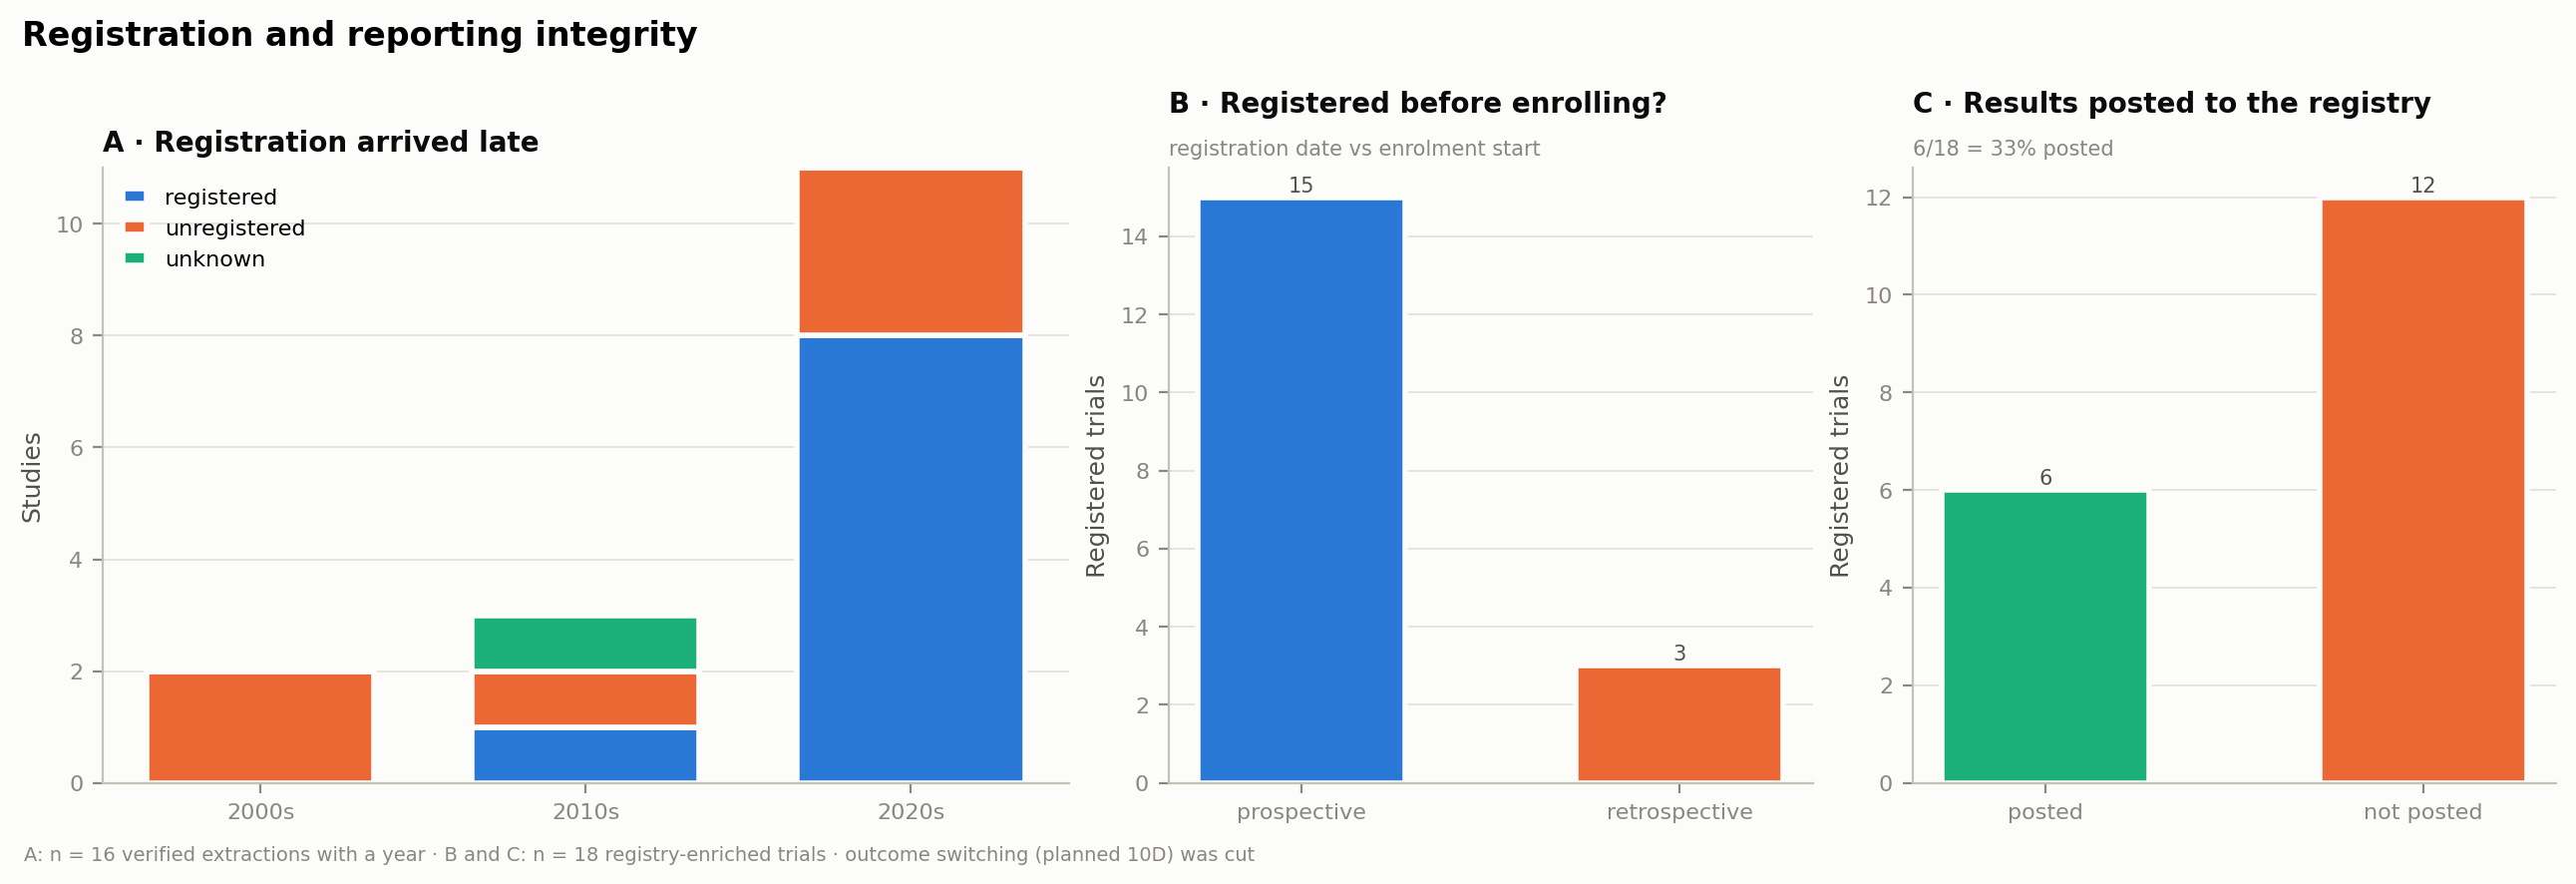 Registration and reporting integrity
A · Registration arrived late
registered
unregistered
unknown
Studies
10
8
6
4
2
0
2000s
2010s
2020s
B · Registered before enrolling?
registration date vs enrolment start
Registered trials
14
12
10
8
6
4
2
0
15
3
prospective
retrospective
C · Results posted to the registry
6/18 = 33% posted
Registered trials
12
10
8
6
4
2
0
6
12
posted
not posted
A: n = 16 verified extractions with a year · B and C: n = 18 registry-enriched trials · outcome switching (planned 10D) was cut